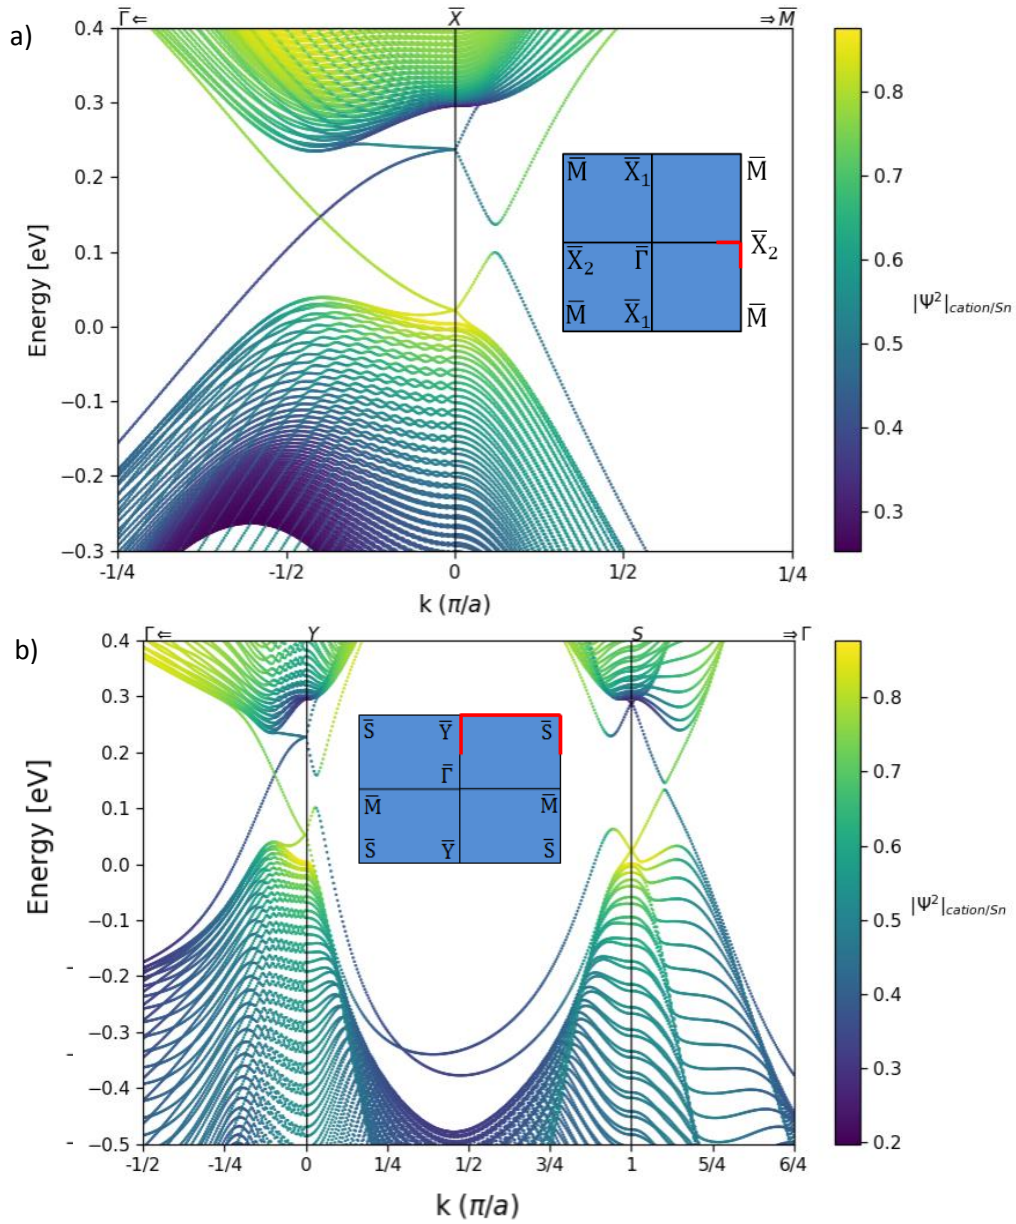 a)
Γ̅ ⇐ X̅ ⇒ M̅
0.4
0.3
0.2
0.1
0.0
−0.1
−0.2
−0.3
Energy [eV]
-1/4 -1/2 0 1/2 1/4
k (π/a)
M̅ X̅₁ M̅
X̅₂ Γ̅ X̅₂
M̅ X̅₁ M̅
0.8
0.7
0.6
0.5
0.4
0.3
|Ψ²|cation/Sn
b)
Γ ⇐ Y S ⇒ Γ
0.4
0.3
0.2
0.1
0.0
−0.1
−0.2
−0.3
−0.4
−0.5
Energy [eV]
-1/2 -1/4 0 1/4 1/2 3/4 1 5/4 6/4
k (π/a)
S̅ Y̅ S̅
Γ̅
M̅ M̅
S̅ Y̅ S̅
0.8
0.7
0.6
0.5
0.4
0.3
0.2
|Ψ²|cation/Sn